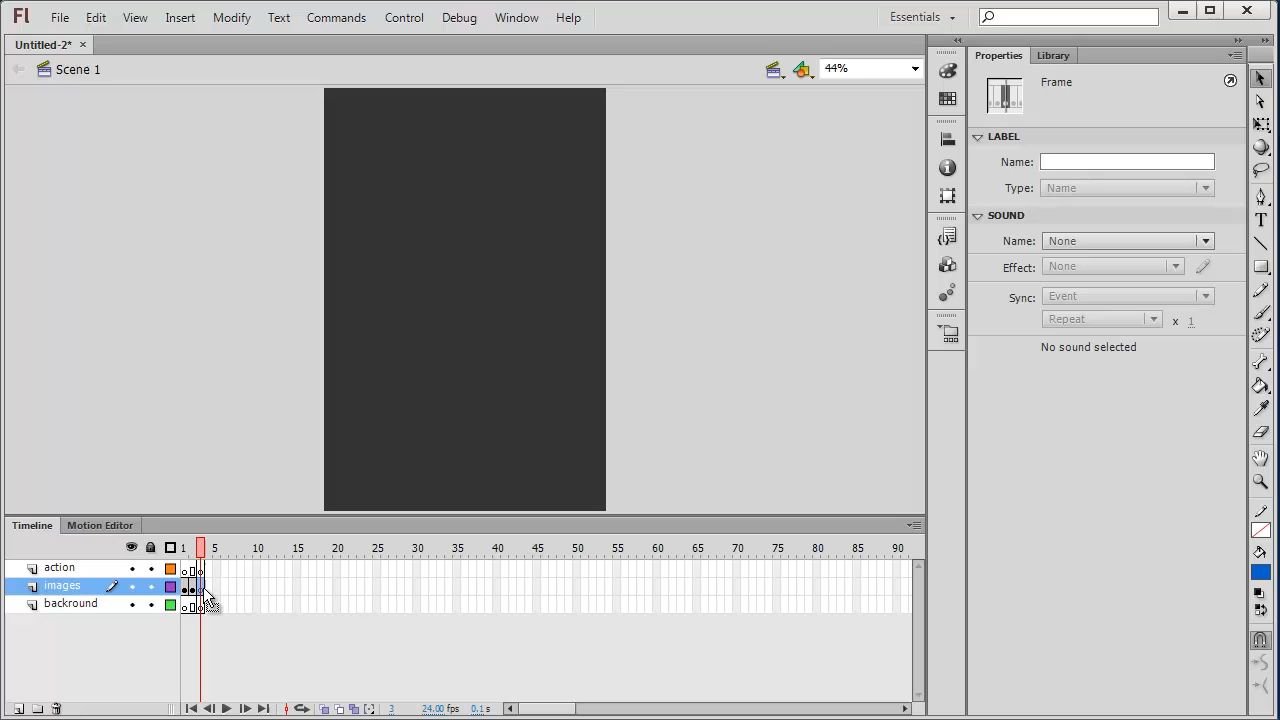 Fl File Edit View Insert Modify Text Commands Control Debug Window Help Essentials
Untitled-2*
Scene 1 44%
Properties Library
Frame
LABEL
Name:
Type: Name
SOUND
Name: None
Effect: None
Sync: Event
Repeat x 1
No sound selected
Timeline Motion Editor
1 5 10 15 20 25 30 35 40 45 50 55 60 65 70 75 80 85 90
action
images
backround
3 24.00 fps 0.1 s